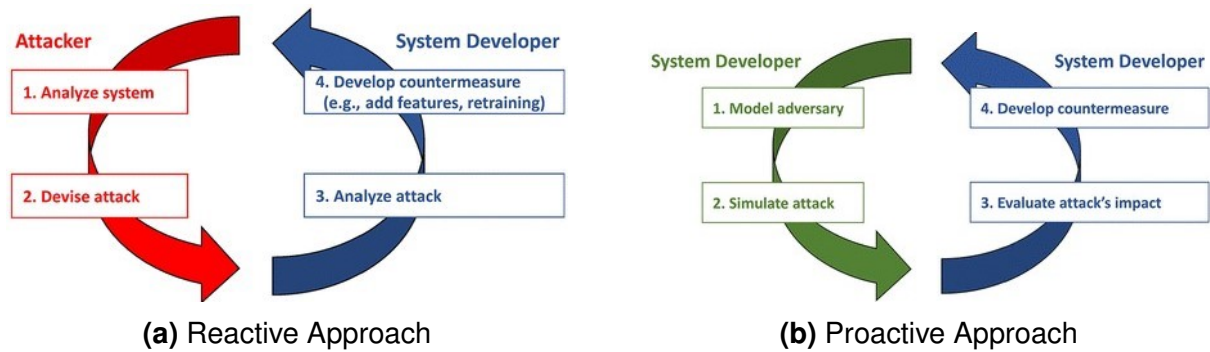 Attacker
System Developer
1. Analyze system
4. Develop countermeasure
(e.g., add features, retraining)
2. Devise attack
3. Analyze attack
(a) Reactive Approach
System Developer
System Developer
1. Model adversary
4. Develop countermeasure
2. Simulate attack
3. Evaluate attack's impact
(b) Proactive Approach